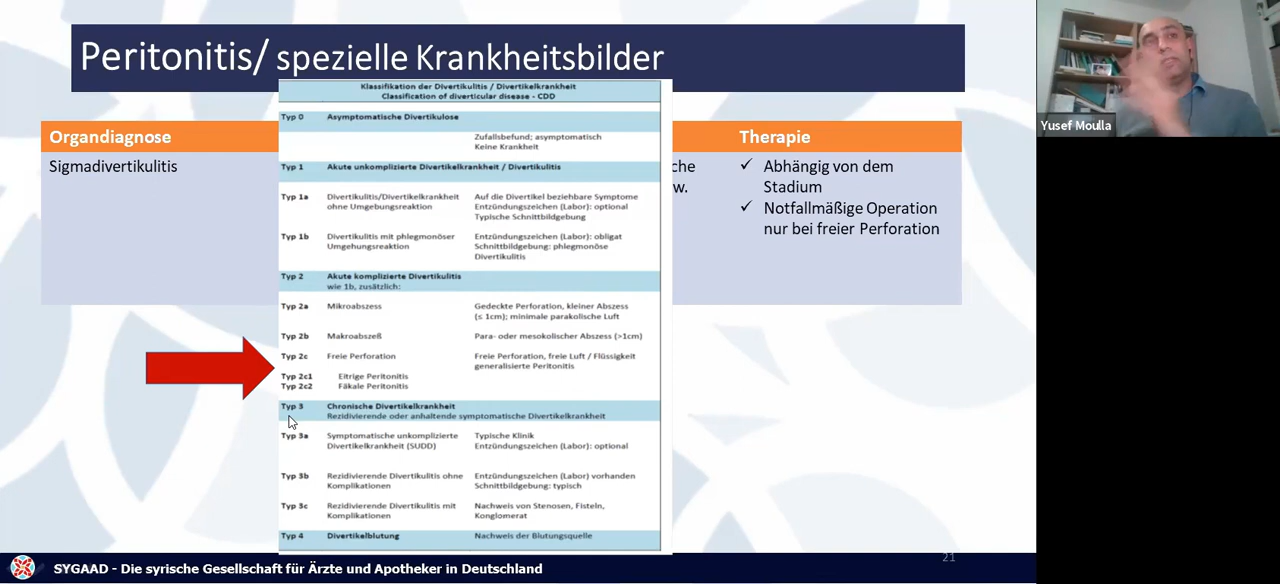 Peritonitis/ spezielle Krankheitsbilder
Yusef Moulla
Organdiagnose
Therapie
Sigmadivertikulitis
che
w.
✓ Abhängig von dem
Stadium
✓ Notfallmäßige Operation
nur bei freier Perforation
Klassifikation der Divertikulitis / Divertikelkrankheit
Classification of diverticular disease - CDD
Typ 0 Asymptomatische Divertikulose
Zufallsbefund; asymptomatisch
Keine Krankheit
Typ 1 Akute unkomplizierte Divertikelkrankheit / Divertikulitis
Typ 1a Divertikulitis/Divertikelkrankheit Auf die Divertikel beziehbare Symptome
ohne Umgebungsreaktion Entzündungszeichen (Labor): optional
Typische Schnittbildgebung
Typ 1b Divertikulitis mit phlegmonöser Entzündungszeichen (Labor): obligat
Umgehungsreaktion Schnittbildgebung: phlegmonöse
Divertikulitis
Typ 2 Akute komplizierte Divertikulitis
wie 1b, zusätzlich:
Typ 2a Mikroabszess Gedeckte Perforation, kleiner Abszess
(≤ 1cm); minimale parakolische Luft
Typ 2b Makroabszeß Para- oder mesokolischer Abszess (>1cm)
Typ 2c Freie Perforation Freie Perforation, freie Luft / Flüssigkeit
generalisierte Peritonitis
Typ 2c1 Eitrige Peritonitis
Typ 2c2 Fäkale Peritonitis
Typ 3 Chronische Divertikelkrankheit
Rezidivierende oder anhaltende symptomatische Divertikelkrankheit
Typ 3a Symptomatische unkomplizierte Typische Klinik
Divertikelkrankheit (SUDD) Entzündungszeichen (Labor): optional
Typ 3b Rezidivierende Divertikulitis ohne Entzündungszeichen (Labor) vorhanden
Komplikationen Schnittbildgebung: typisch
Typ 3c Rezidivierende Divertikulitis mit Nachweis von Stenosen, Fisteln,
Komplikationen Konglomerat
Typ 4 Divertikelblutung Nachweis der Blutungsquelle
21
SYGAAD - Die syrische Gesellschaft für Ärzte und Apotheker in Deutschland